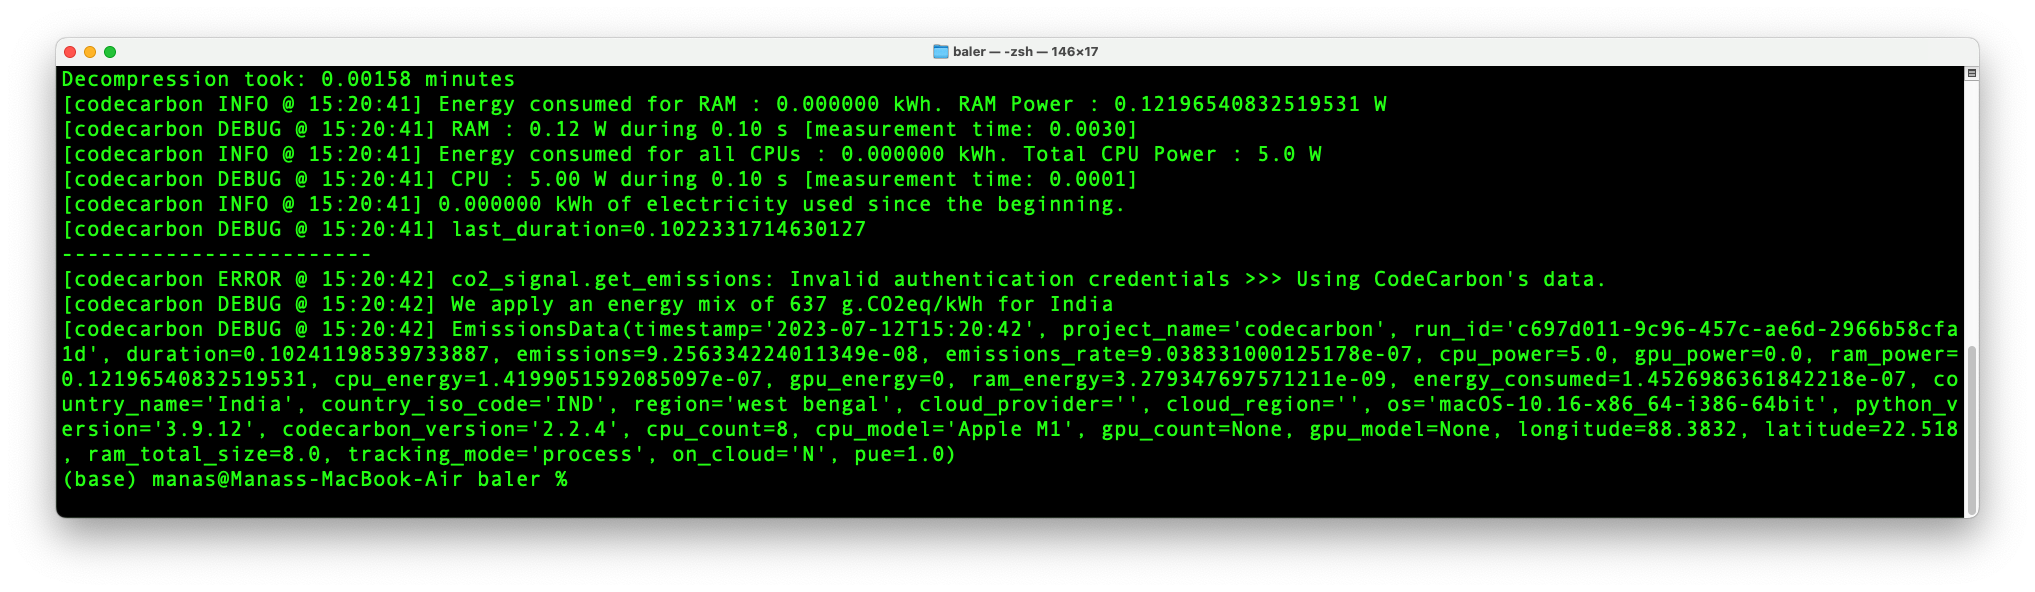 baler — -zsh — 146×17
Decompression took: 0.00158 minutes
[codecarbon INFO @ 15:20:41] Energy consumed for RAM : 0.000000 kWh. RAM Power : 0.12196540832519531 W
[codecarbon DEBUG @ 15:20:41] RAM : 0.12 W during 0.10 s [measurement time: 0.0030]
[codecarbon INFO @ 15:20:41] Energy consumed for all CPUs : 0.000000 kWh. Total CPU Power : 5.0 W
[codecarbon DEBUG @ 15:20:41] CPU : 5.00 W during 0.10 s [measurement time: 0.0001]
[codecarbon INFO @ 15:20:41] 0.000000 kWh of electricity used since the beginning.
[codecarbon DEBUG @ 15:20:41] last_duration=0.1022331714630127
------------------------
[codecarbon ERROR @ 15:20:42] co2_signal.get_emissions: Invalid authentication credentials >>> Using CodeCarbon's data.
[codecarbon DEBUG @ 15:20:42] We apply an energy mix of 637 g.CO2eq/kWh for India
[codecarbon DEBUG @ 15:20:42] EmissionsData(timestamp='2023-07-12T15:20:42', project_name='codecarbon', run_id='c697d011-9c96-457c-ae6d-2966b58cfa
1d', duration=0.10241198539733887, emissions=9.256334224011349e-08, emissions_rate=9.038331000125178e-07, cpu_power=5.0, gpu_power=0.0, ram_power=
0.12196540832519531, cpu_energy=1.4199051592085097e-07, gpu_energy=0, ram_energy=3.279347697571211e-09, energy_consumed=1.4526986361842218e-07, co
untry_name='India', country_iso_code='IND', region='west bengal', cloud_provider='', cloud_region='', os='macOS-10.16-x86_64-i386-64bit', python_v
ersion='3.9.12', codecarbon_version='2.2.4', cpu_count=8, cpu_model='Apple M1', gpu_count=None, gpu_model=None, longitude=88.3832, latitude=22.518
, ram_total_size=8.0, tracking_mode='process', on_cloud='N', pue=1.0)
(base) manas@Manass-MacBook-Air baler %